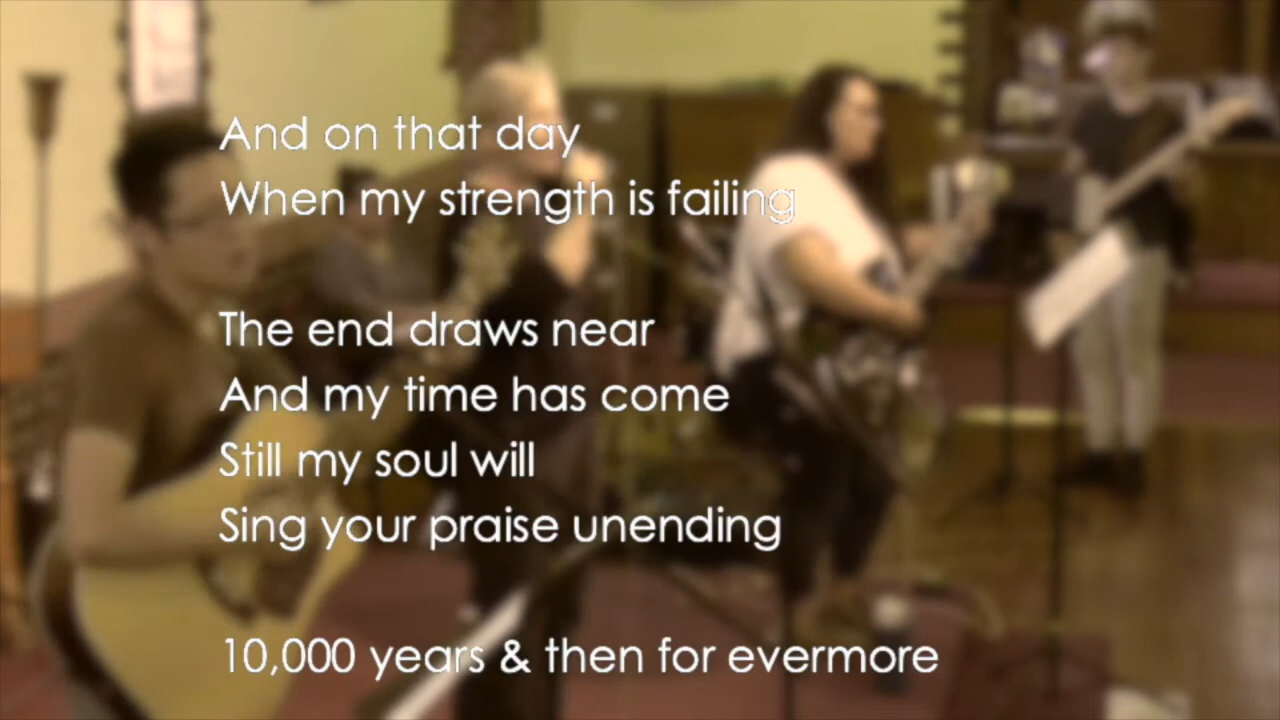 And on that day
When my strength is failing
The end draws near
And my time has come
Still my soul will
Sing your praise unending
10,000 years & then for evermore